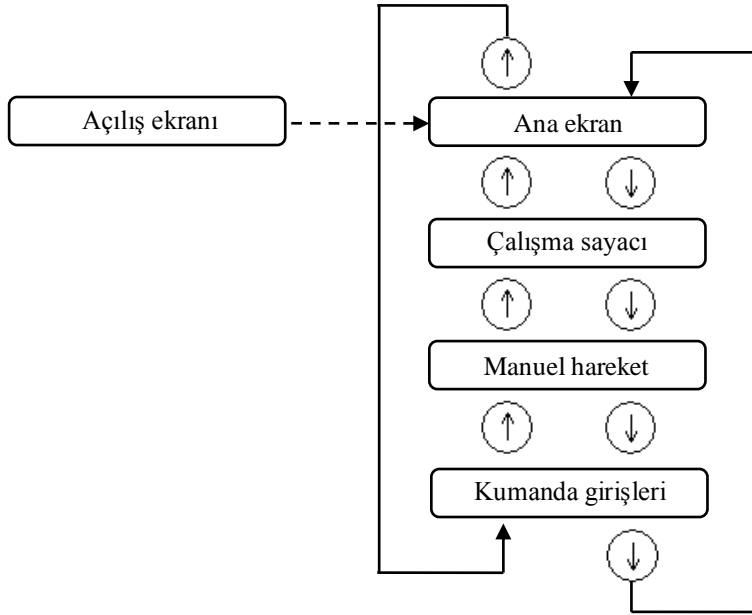 Açılış ekranı
Ana ekran
Çalışma sayacı
Manuel hareket
Kumanda girişleri